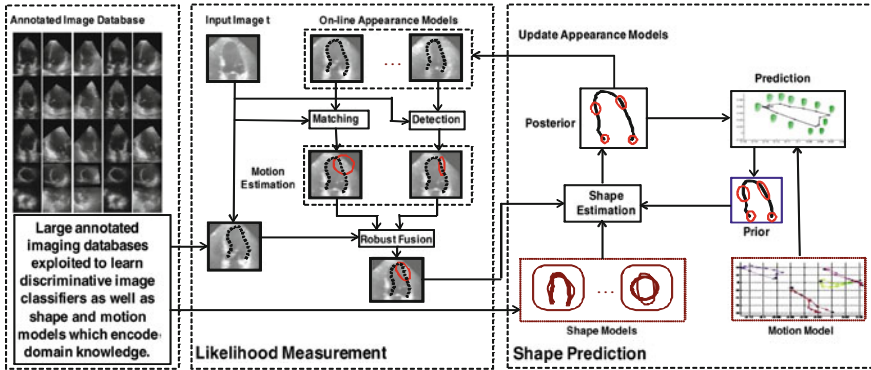 Annotated Image Database
Large annotated
imaging databases
exploited to learn
discriminative image
classifiers as well as
shape and motion
models which encode
domain knowledge.
Input Image t
On-line Appearance Models
...
Matching
Detection
Motion
Estimation
Robust Fusion
Likelihood Measurement
Update Appearance Models
Posterior
Prediction
Shape
Estimation
Prior
...
Shape Models
Motion Model
Shape Prediction